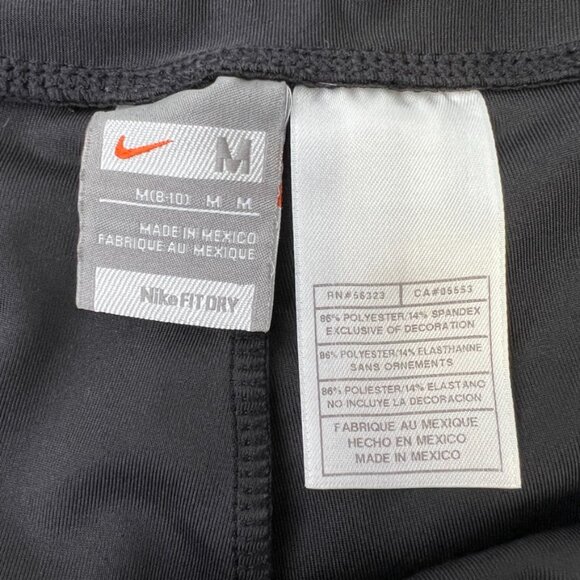 M
M(8-10) M M
MADE IN MEXICO
FABRIQUE AU MEXIQUE
Nike FIT DRY
RN#56323 CA#05553
86% POLYESTER/14% SPANDEX
EXCLUSIVE OF DECORATION
86% POLYESTER/14% ELASTHANNE
SANS ORNEMENTS
86% POLIESTER/14% ELASTANO
NO INCLUYE LA DECORACION
FABRIQUE AU MEXIQUE
HECHO EN MEXICO
MADE IN MEXICO